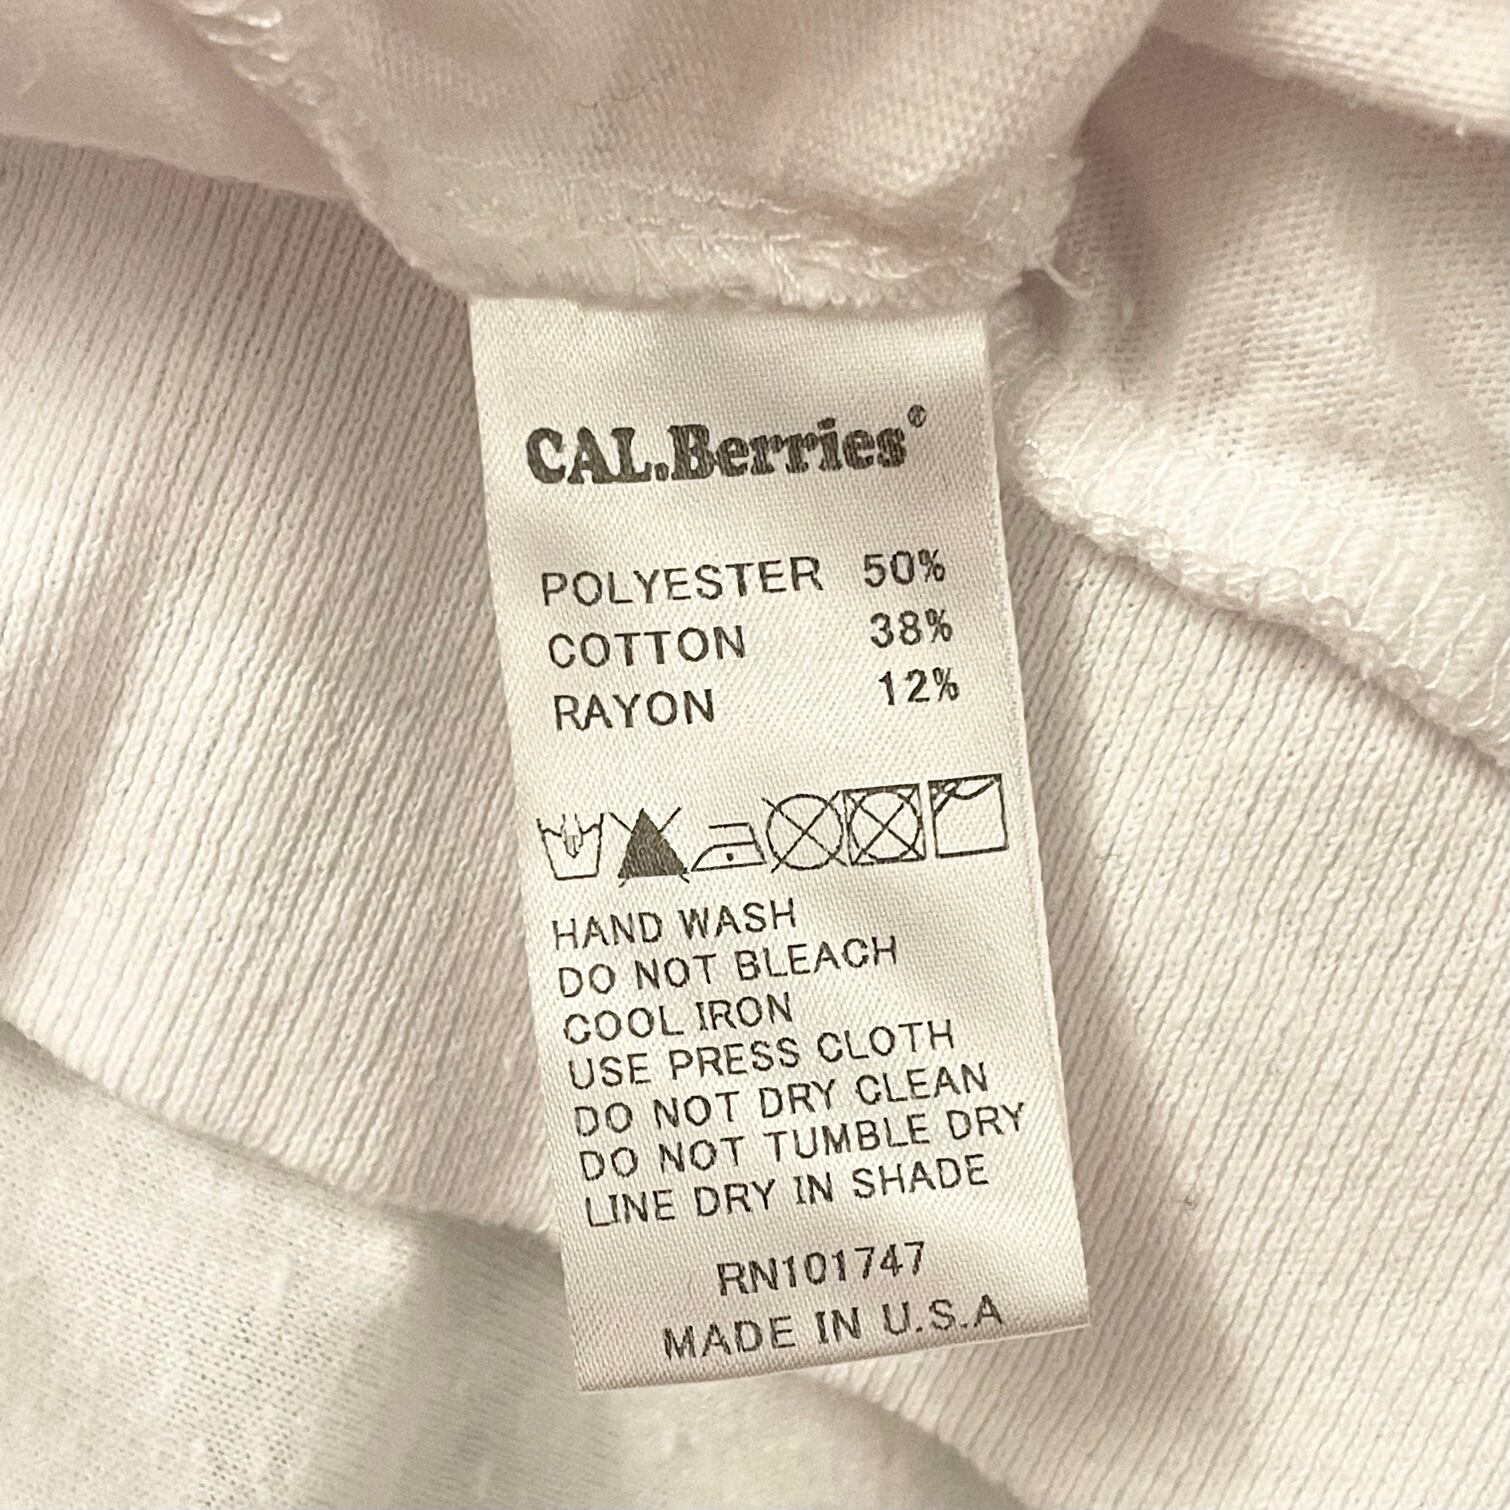 CAL.Berries®
POLYESTER 50%
COTTON 38%
RAYON 12%
HAND WASH
DO NOT BLEACH
COOL IRON
USE PRESS CLOTH
DO NOT DRY CLEAN
DO NOT TUMBLE DRY
LINE DRY IN SHADE
RN101747
MADE IN U.S.A